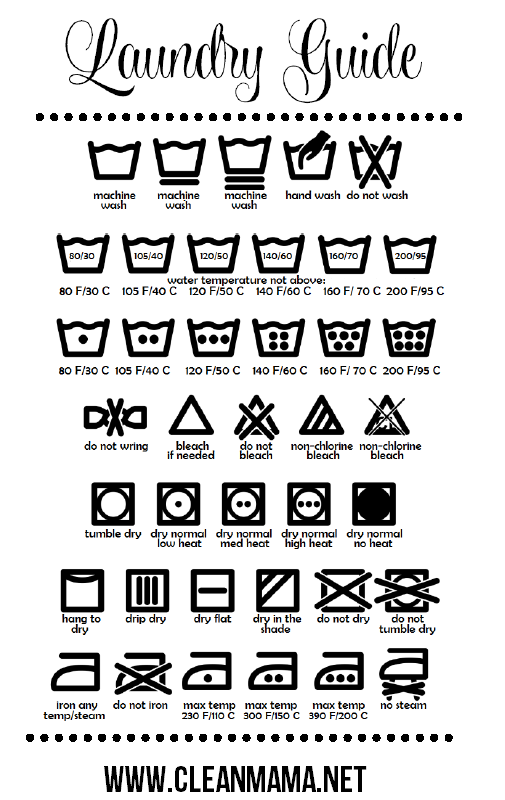 Laundry Guide
machine wash machine wash machine wash hand wash do not wash
80/30 105/40 120/50 140/60 160/70 200/95
water temperature not above:
80 F/30 C 105 F/40 C 120 F/50 C 140 F/60 C 160 F/ 70 C 200 F/95 C
80 F/30 C 105 F/40 C 120 F/50 C 140 F/60 C 160 F/ 70 C 200 F/95 C
do not wring bleach if needed do not bleach non-chlorine bleach non-chlorine bleach
tumble dry dry normal low heat dry normal med heat dry normal high heat dry normal no heat
hang to dry drip dry dry flat dry in the shade do not dry do not tumble dry
iron any temp/steam do not iron max temp 230 F/110 C max temp 300 F/150 C max temp 390 F/200 C no steam
WWW.CLEANMAMA.NET